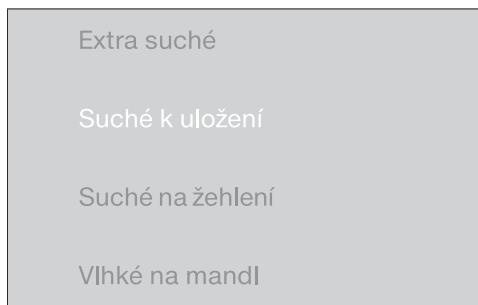 Extra suché
Suché k uložení
Suché na žehlení
Vlhké na mandl